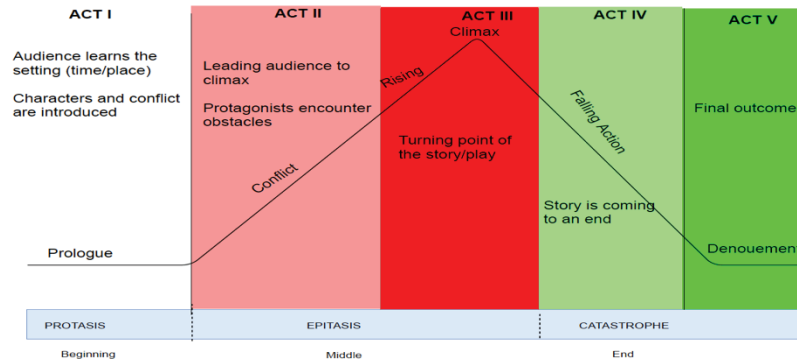 ACT I
ACT II
ACT III
ACT IV
ACT V
Audience learns the
setting (time/place)
Characters and conflict
are introduced
Prologue
Leading audience to
climax
Protagonists encounter
obstacles
Conflict
Rising
Climax
Turning point of
the story/play
Falling Action
Story is coming
to an end
Final outcome
Denouement
PROTASIS
EPITASIS
CATASTROPHE
Beginning
Middle
End